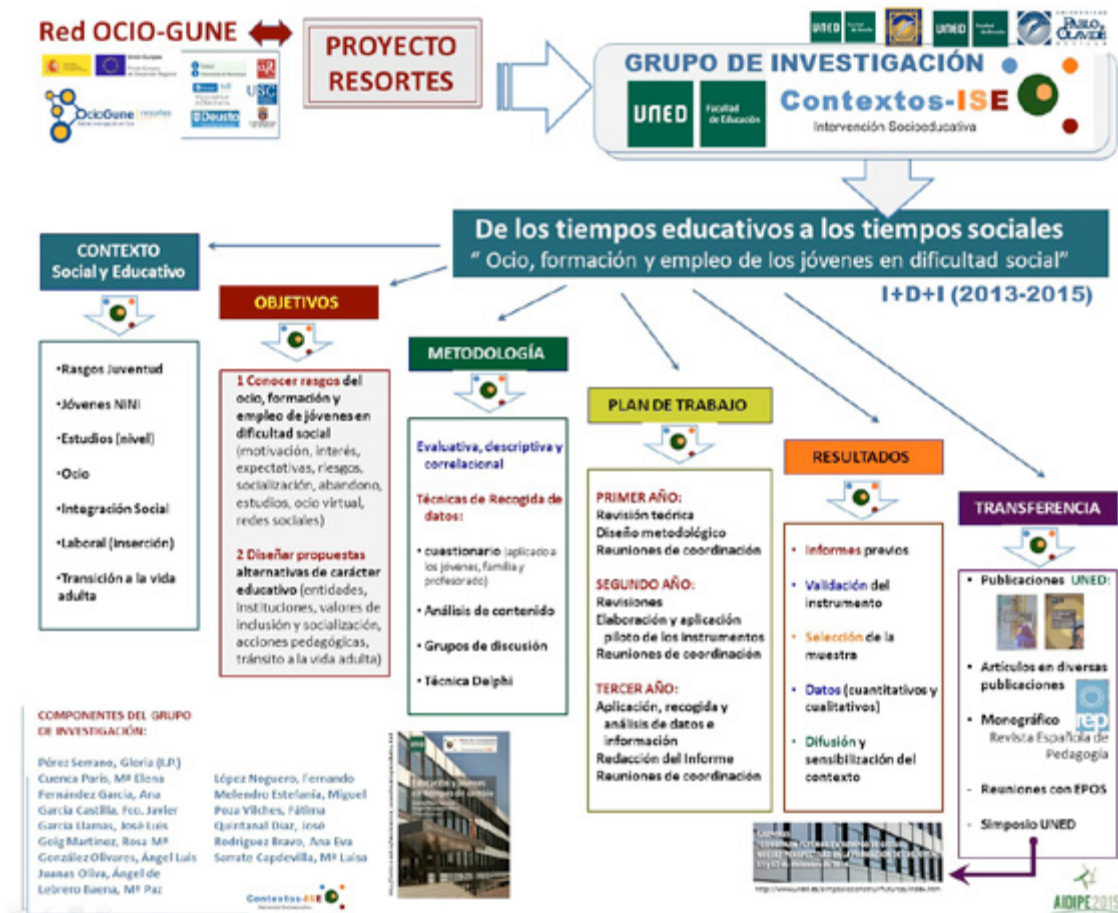 Red OCIO-GUNE
PROYECTO
RESORTES
OcioGune resortes
Deusto
USC
UNED
UNED
PABLO
OLAVIDE
GRUPO DE INVESTIGACIÓN
UNED
Facultad
de Educación
Contextos-ISE
Intervención Socioeducativa
De los tiempos educativos a los tiempos sociales
“ Ocio, formación y empleo de los jóvenes en dificultad social”
I+D+I (2013-2015)
CONTEXTO
Social y Educativo
•Rasgos Juventud
•Jóvenes NINI
•Estudios (nivel)
•Ocio
•Integración Social
•Laboral (inserción)
•Transición a la vida
adulta
OBJETIVOS
1 Conocer rasgos del
ocio, formación y
empleo de jóvenes en
dificultad social
(motivación, interés,
expectativas, riesgos,
socialización, abandono,
estudios, ocio virtual,
redes sociales)
2 Diseñar propuestas
alternativas de carácter
educativo (entidades,
instituciones, valores de
inclusión y socialización,
acciones pedagógicas,
tránsito a la vida adulta)
METODOLOGÍA
Evaluativa, descriptiva y
correlacional
Técnicas de Recogida de
datos:
• cuestionario (aplicado a
los jóvenes, familia y
profesorado)
• Análisis de contenido
• Grupos de discusión
• Técnica Delphi
PLAN DE TRABAJO
PRIMER AÑO:
Revisión teórica
Diseño metodológico
Reuniones de coordinación
SEGUNDO AÑO:
Revisiones
Elaboración y aplicación
piloto de los instrumentos
Reuniones de coordinación
TERCER AÑO:
Aplicación, recogida y
análisis de datos e
información
Redacción del Informe
Reuniones de coordinación
RESULTADOS
• Informes previos
• Validación del
instrumento
• Selección de la
muestra
• Datos (cuantitativos y
cualitativos)
• Difusión y
sensibilización del
contexto
TRANSFERENCIA
• Publicaciones UNED:
• Artículos en diversas
publicaciones
• Monográfico
Revista Española de
Pedagogía
rep
- Reuniones con EPOS
- Simposio UNED
COMPONENTES DEL GRUPO
DE INVESTIGACIÓN:
Pérez Serrano, Gloria (I.P.)
Cuenca París, Mª Elena
Fernández García, Ana
García Castilla, Fco. Javier
García Llamas, José Luis
Goig Martínez, Rosa Mª
González Olivares, Ángel Luis
Juanas Oliva, Ángel de
Lebrero Baena, Mª Paz
López Noguero, Fernando
Melendro Estefanía, Miguel
Poza Vilches, Fátima
Quintanal Díaz, José
Rodríguez Bravo, Ana Eva
Sarrate Capdevilla, Mª Luisa
Contextos-ISE
AIDIPE2015